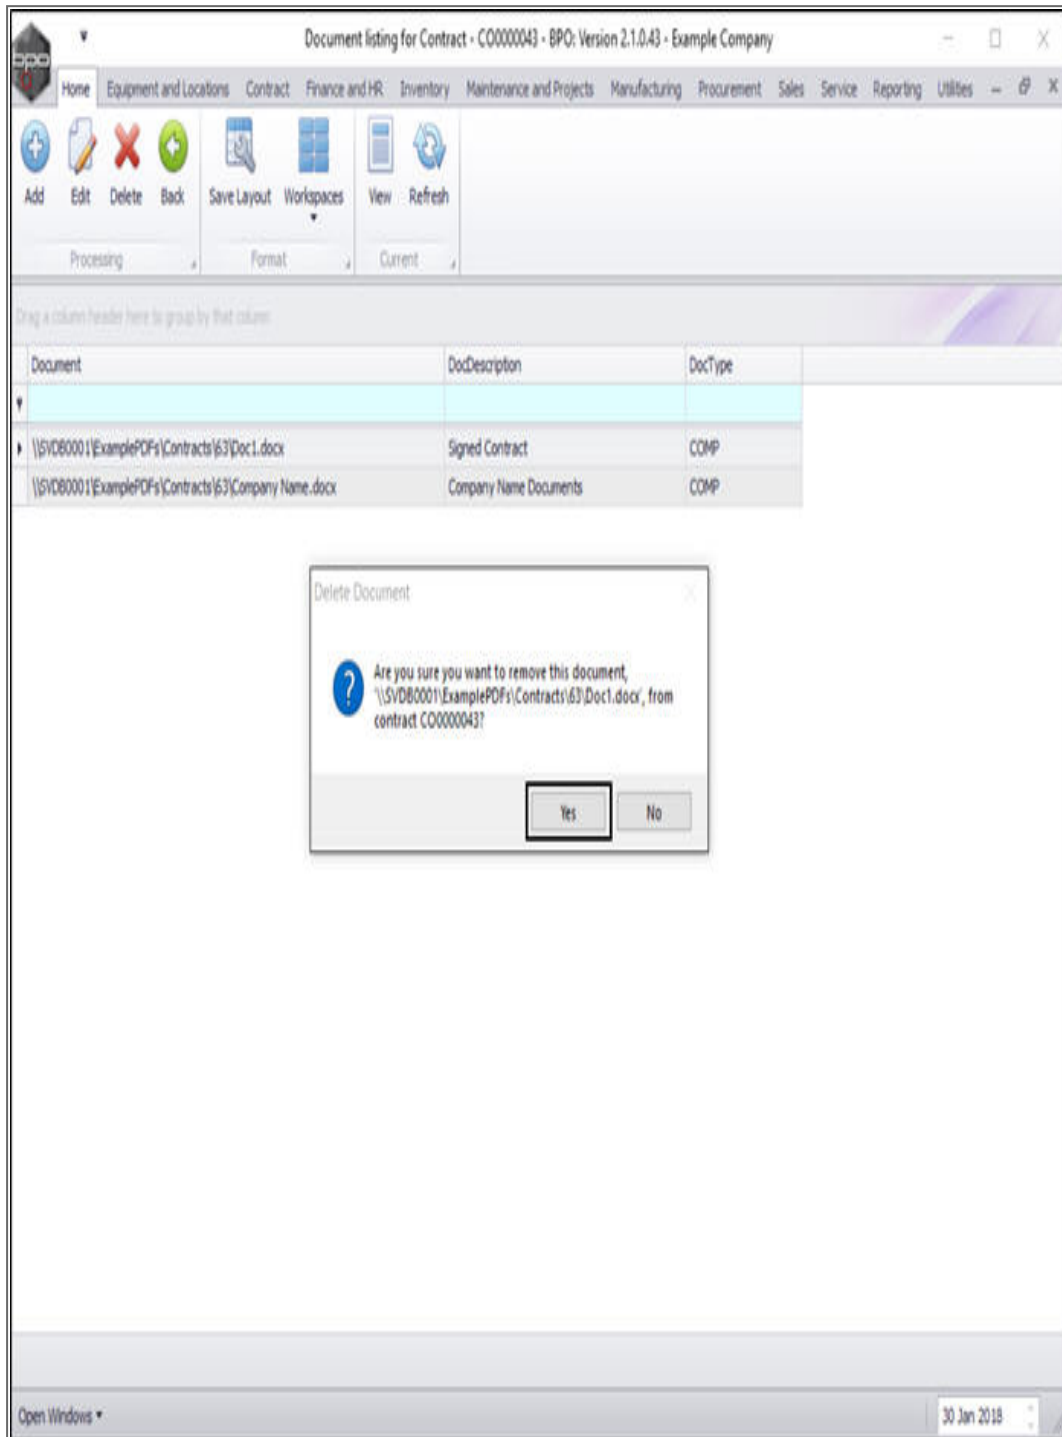 Document listing for Contract - CO0000043 - BPO: Version 2.1.0.43 - Example Company
bpo
Home Equipment and Locations Contract Finance and HR Inventory Maintenance and Projects Manufacturing Procurement Sales Service Reporting Utilities
Add Edit Delete Back Save Layout Workspaces View Refresh
Processing Format Current
Drag a column header here to group by that column
Document DocDescription DocType
\\SVDB0001\ExamplePDFs\Contracts\63\Doc1.docx Signed Contract COMP
\\SVDB0001\ExamplePDFs\Contracts\63\Company Name.docx Company Name Documents COMP
Delete Document
Are you sure you want to remove this document,
'\\SVDB0001\ExamplePDFs\Contracts\63\Doc1.docx', from
contract CO0000043?
Yes No
Open Windows 30 Jan 2018